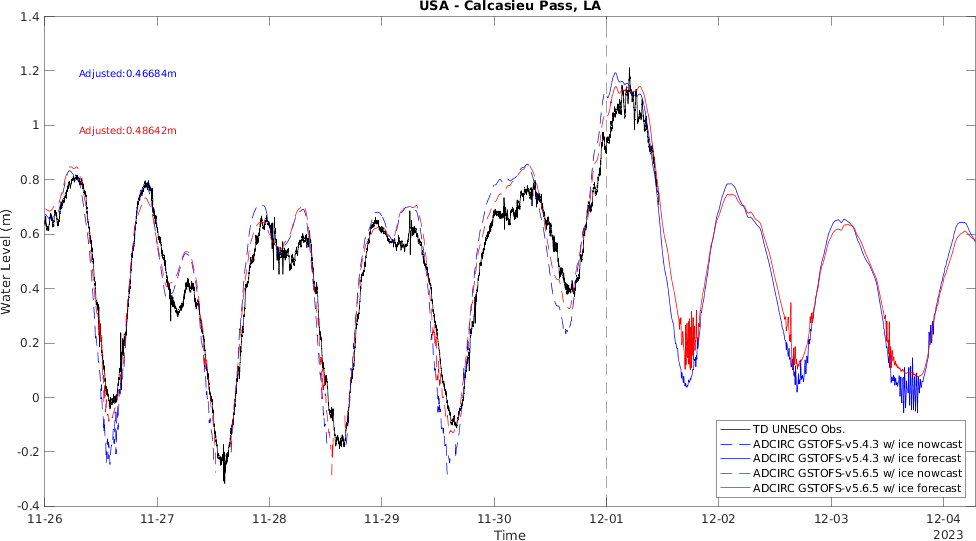 USA - Calcasieu Pass, LA
1.4
1.2
1
0.8
0.6
0.4
0.2
0
-0.2
-0.4
Water Level (m)
Adjusted:0.46684m
Adjusted:0.48642m
TD UNESCO Obs.
ADCIRC GSTOFS-v5.4.3 w/ ice nowcast
ADCIRC GSTOFS-v5.4.3 w/ ice forecast
ADCIRC GSTOFS-v5.6.5 w/ ice nowcast
ADCIRC GSTOFS-v5.6.5 w/ ice forecast
11-26 11-27 11-28 11-29 11-30 12-01 12-02 12-03 12-04
Time
2023